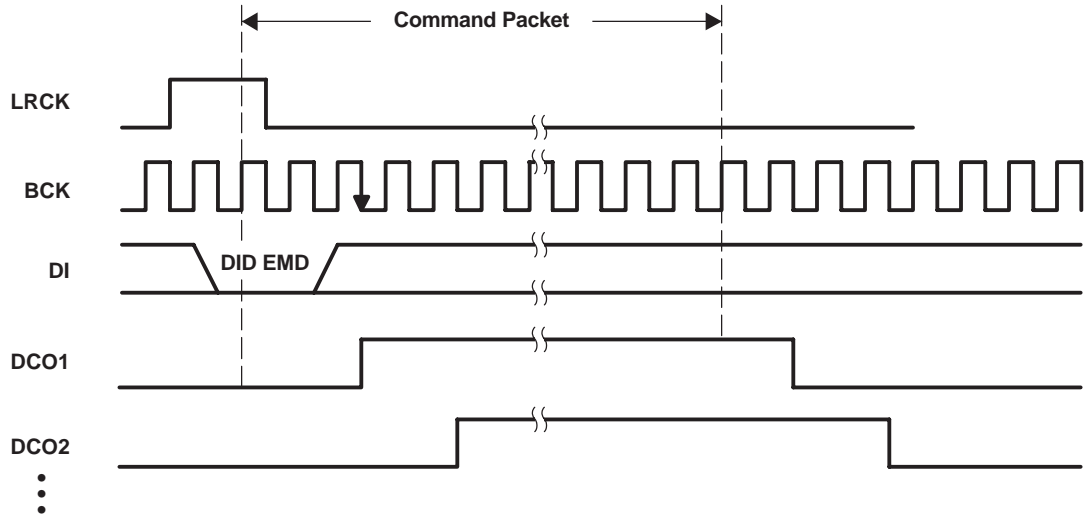 Command Packet
LRCK
BCK
DI
DID EMD
DCO1
DCO2